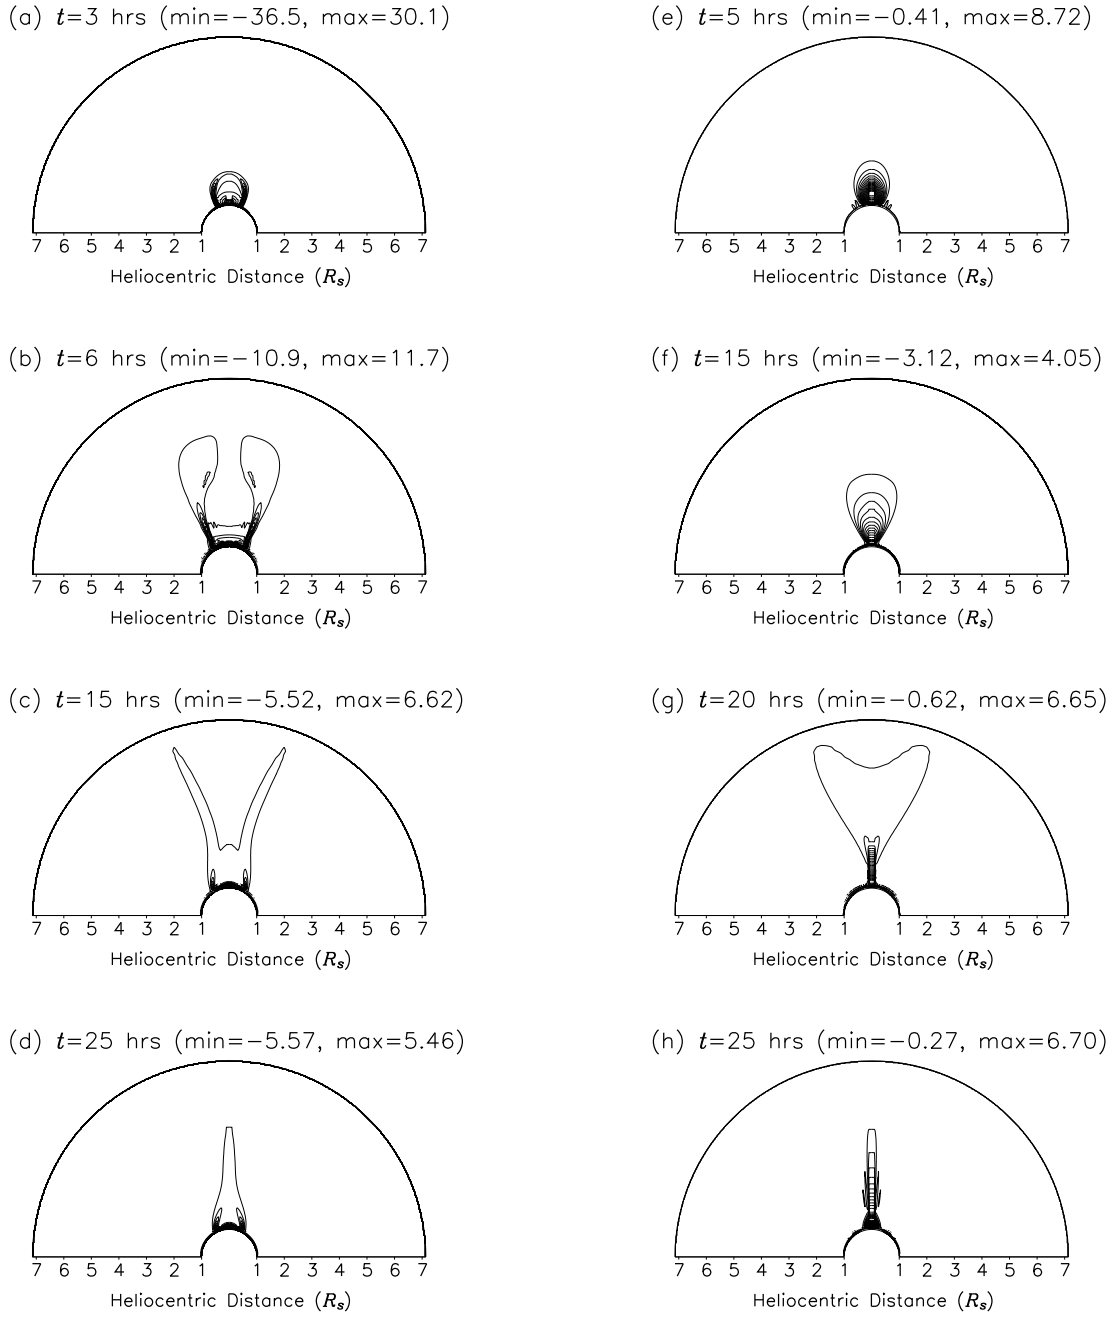 (a) t=3 hrs (min=−36.5, max=30.1)
7 6 5 4 3 2 1 1 2 3 4 5 6 7
Heliocentric Distance (Rs)
(b) t=6 hrs (min=−10.9, max=11.7)
7 6 5 4 3 2 1 1 2 3 4 5 6 7
Heliocentric Distance (Rs)
(c) t=15 hrs (min=−5.52, max=6.62)
7 6 5 4 3 2 1 1 2 3 4 5 6 7
Heliocentric Distance (Rs)
(d) t=25 hrs (min=−5.57, max=5.46)
7 6 5 4 3 2 1 1 2 3 4 5 6 7
Heliocentric Distance (Rs)
(e) t=5 hrs (min=−0.41, max=8.72)
7 6 5 4 3 2 1 1 2 3 4 5 6 7
Heliocentric Distance (Rs)
(f) t=15 hrs (min=−3.12, max=4.05)
7 6 5 4 3 2 1 1 2 3 4 5 6 7
Heliocentric Distance (Rs)
(g) t=20 hrs (min=−0.62, max=6.65)
7 6 5 4 3 2 1 1 2 3 4 5 6 7
Heliocentric Distance (Rs)
(h) t=25 hrs (min=−0.27, max=6.70)
7 6 5 4 3 2 1 1 2 3 4 5 6 7
Heliocentric Distance (Rs)